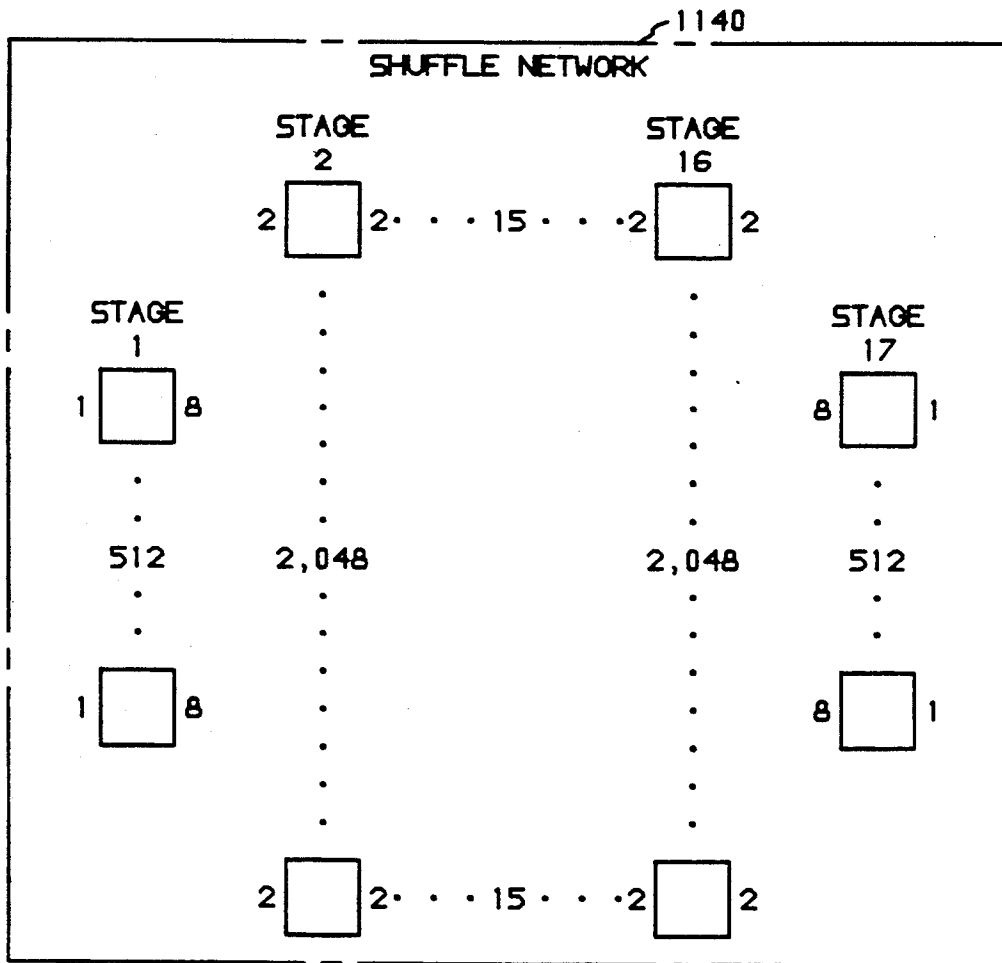 1140
SHUFFLE NETWORK
STAGE
2
STAGE
16
2 2 · · · 15 · · · 2 2
STAGE
1
STAGE
17
1 8
8 1
512 2,048 2,048 512
1 8
8 1
2 2 · · · 15 · · · 2 2